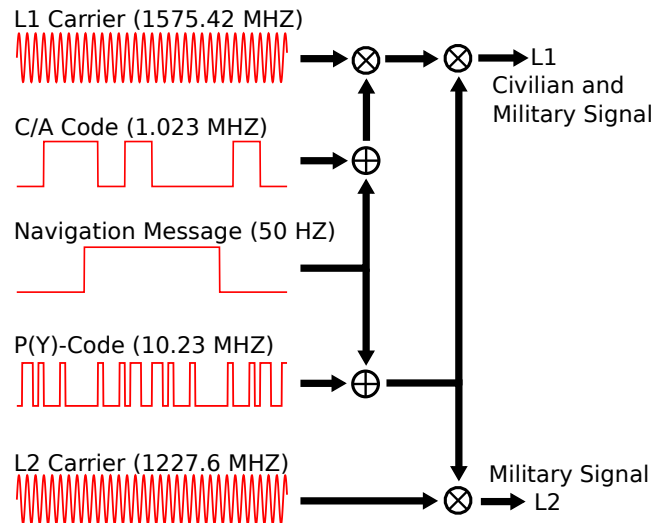 L1 Carrier (1575.42 MHZ)
L1
Civilian and
Military Signal
C/A Code (1.023 MHZ)
Navigation Message (50 HZ)
P(Y)-Code (10.23 MHZ)
L2 Carrier (1227.6 MHZ)
Military Signal
L2